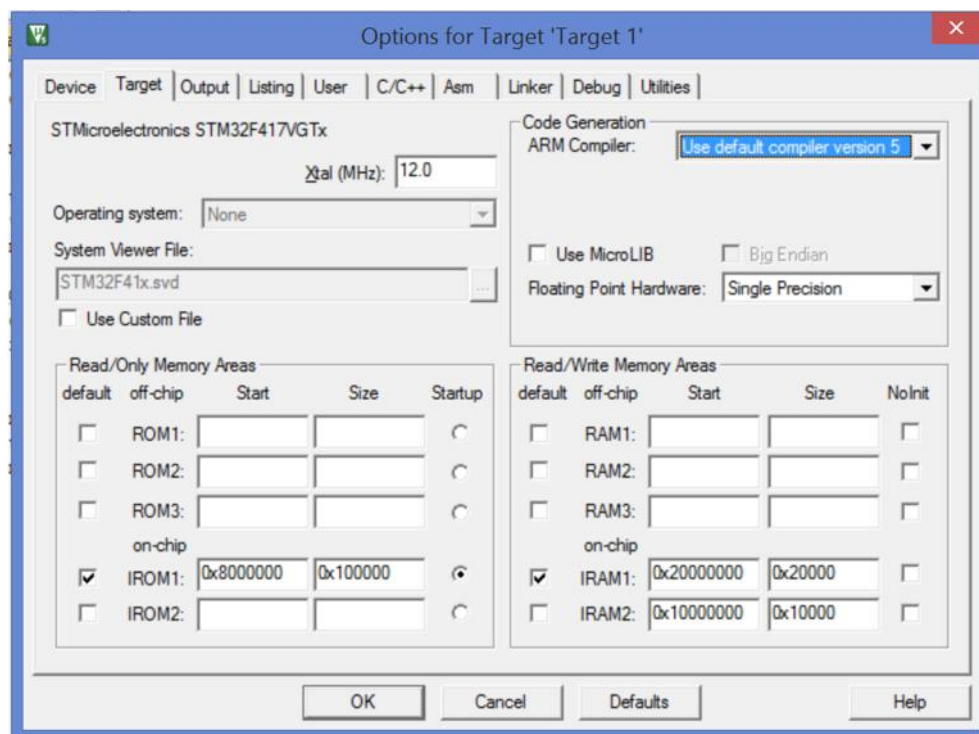 Options for Target 'Target 1'
Device Target Output Listing User C/C++ Asm Linker Debug Utilities
STMicroelectronics STM32F417VGTx
Xtal (MHz): 12.0
Operating system: None
System Viewer File:
STM32F41x.svd ...
Use Custom File
Code Generation
ARM Compiler: Use default compiler version 5
Use MicroLIB Big Endian
Floating Point Hardware: Single Precision
Read/Only Memory Areas
default off-chip Start Size Startup
ROM1:
ROM2:
ROM3:
on-chip
IROM1: 0x8000000 0x100000
IROM2:
Read/Write Memory Areas
default off-chip Start Size NoInit
RAM1:
RAM2:
RAM3:
on-chip
IRAM1: 0x20000000 0x20000
IRAM2: 0x10000000 0x10000
OK Cancel Defaults Help